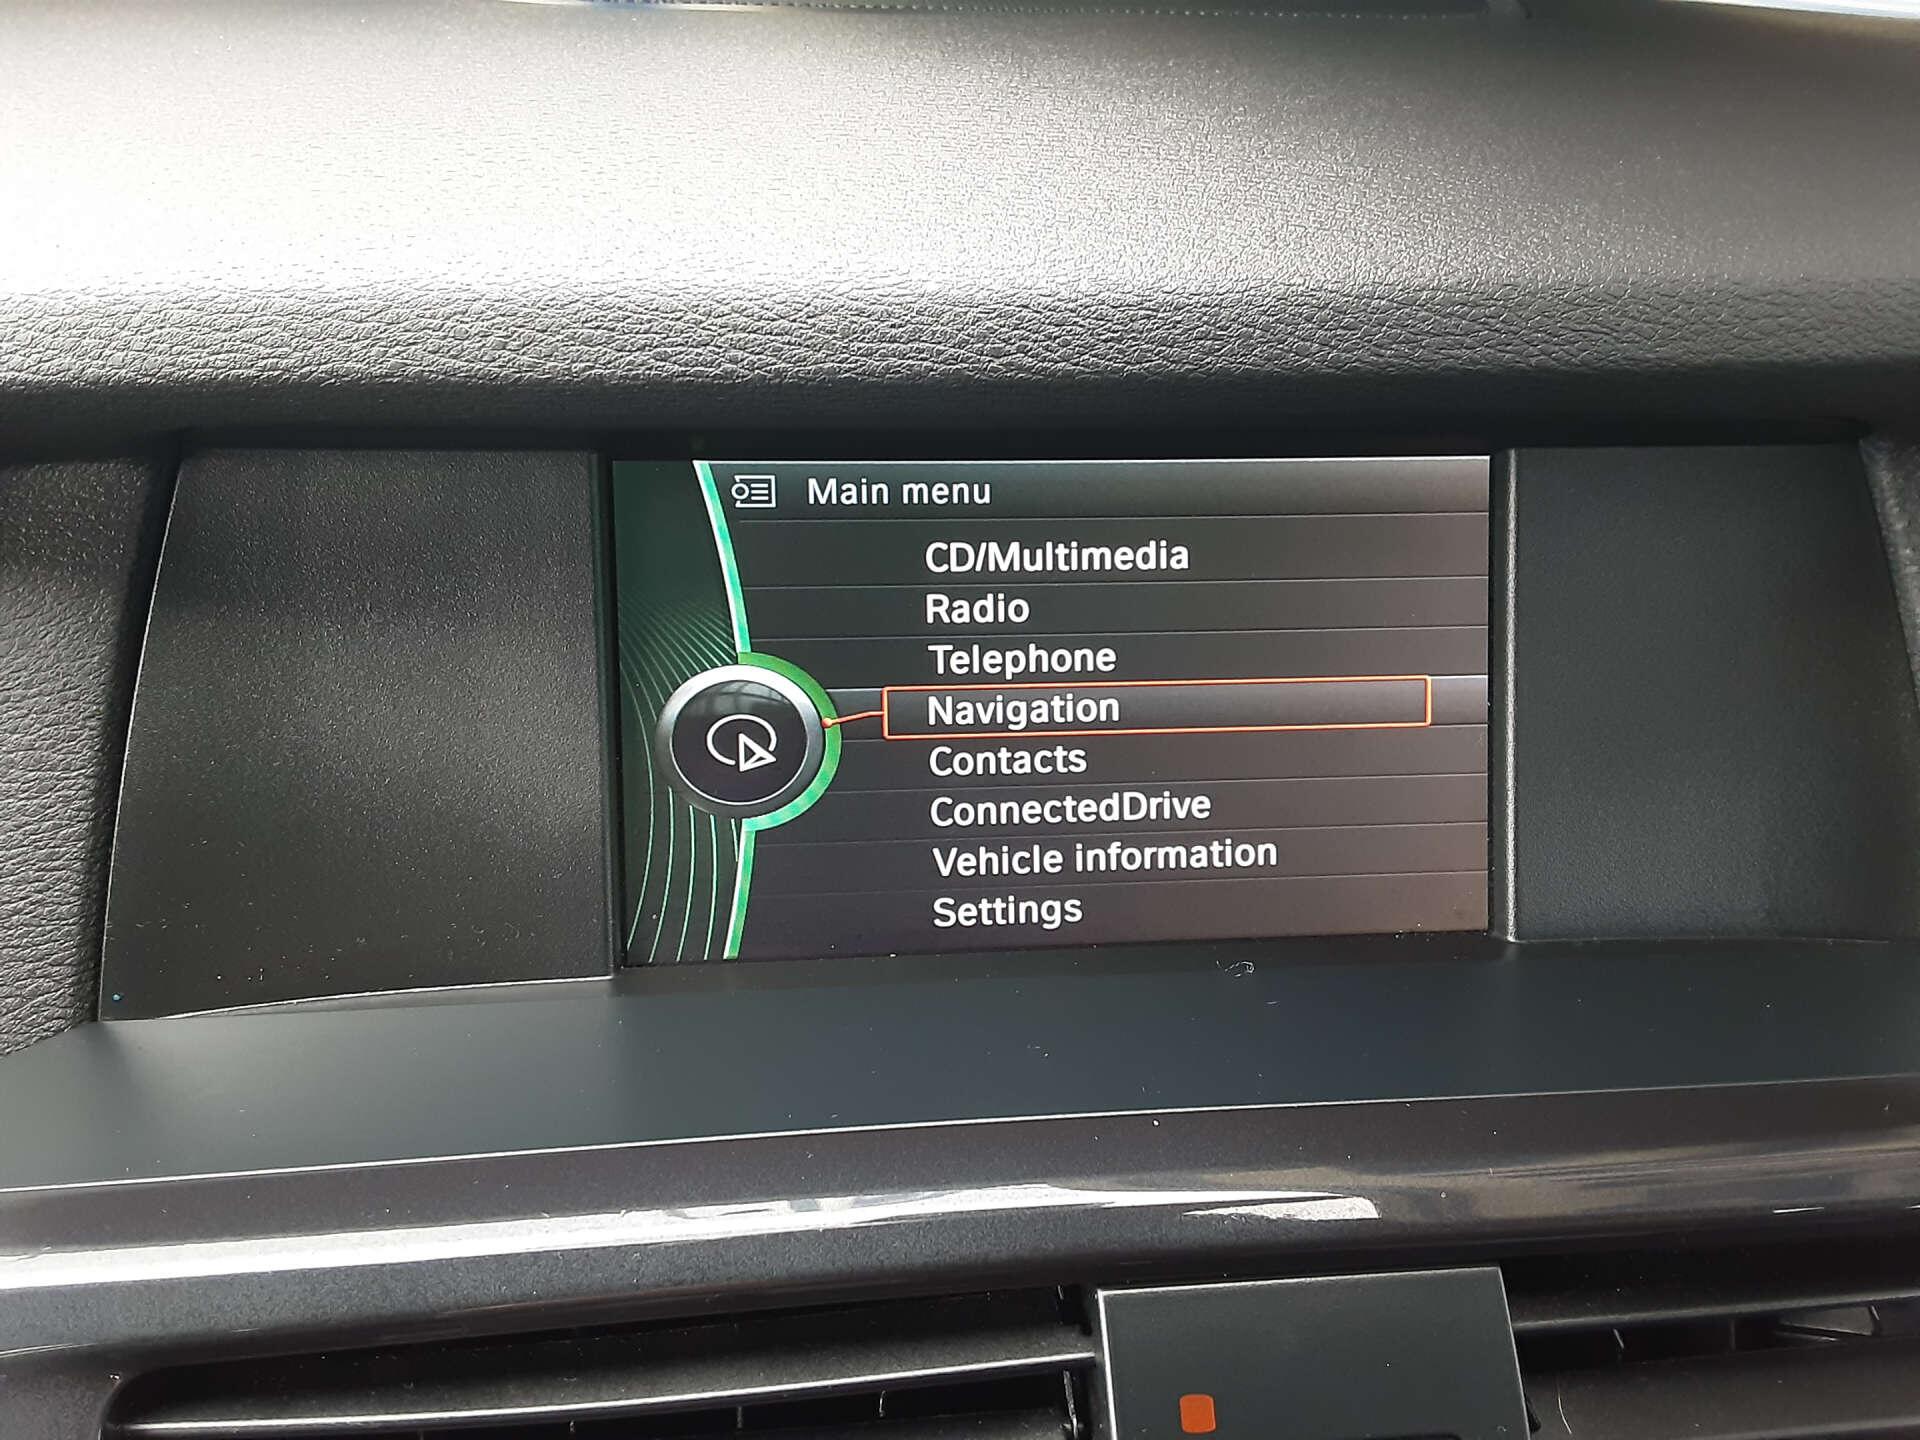 Main menu
CD/Multimedia
Radio
Telephone
Navigation
Contacts
ConnectedDrive
Vehicle information
Settings